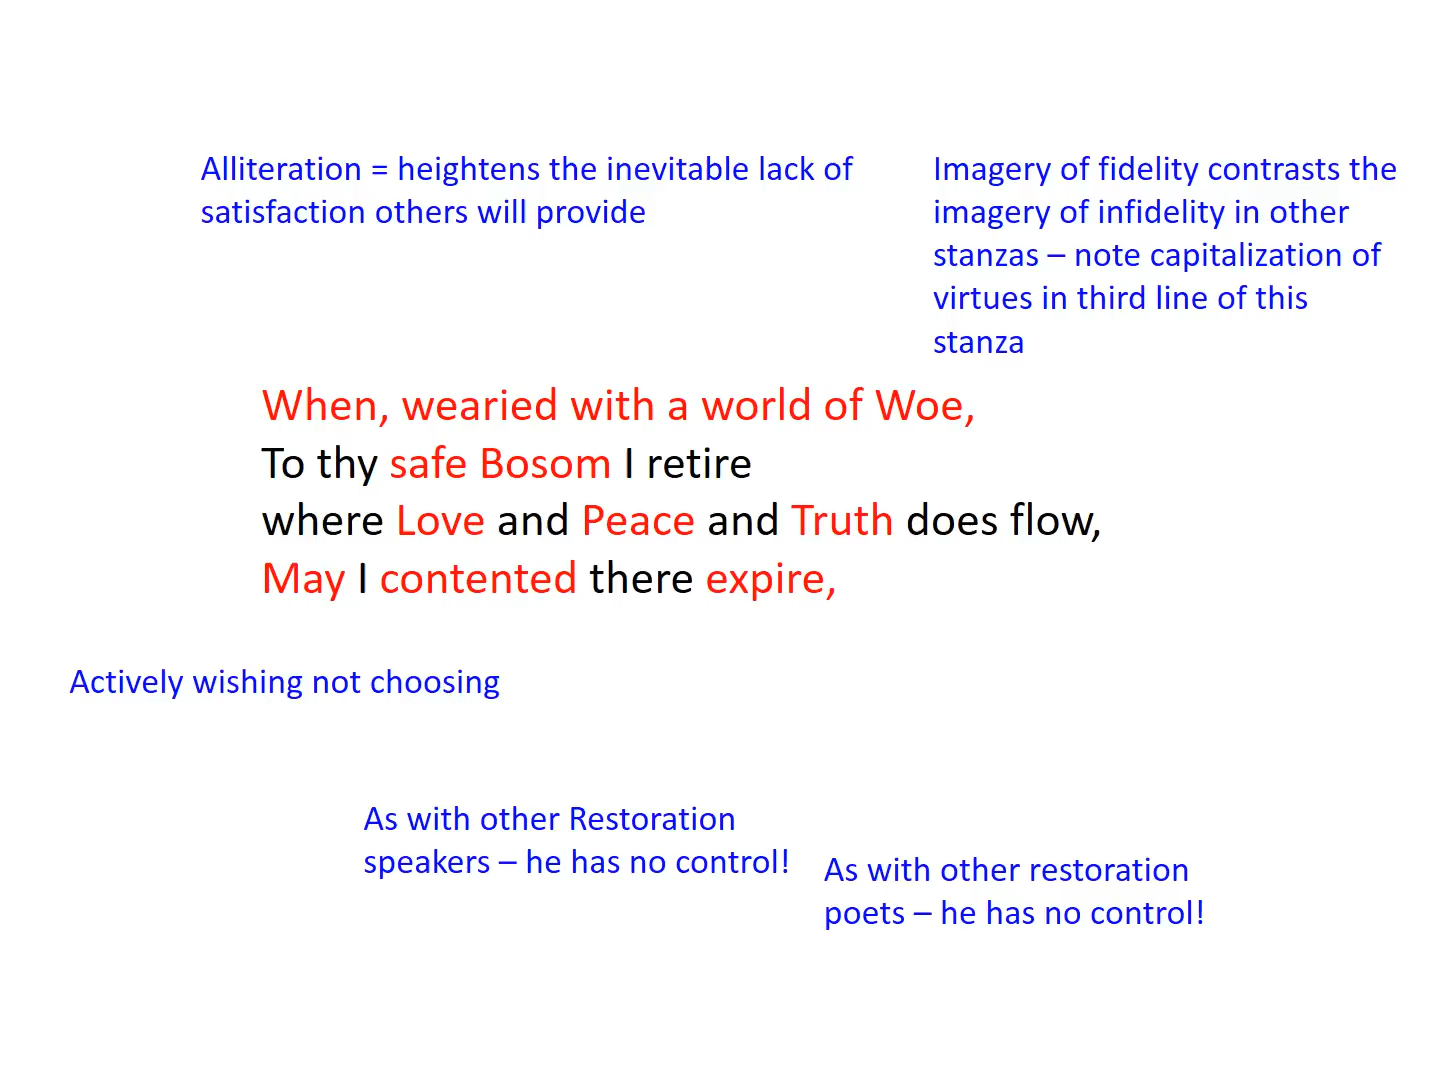 Alliteration = heightens the inevitable lack of
satisfaction others will provide
Imagery of fidelity contrasts the
imagery of infidelity in other
stanzas – note capitalization of
virtues in third line of this
stanza
When, wearied with a world of Woe,
To thy safe Bosom I retire
where Love and Peace and Truth does flow,
May I contented there expire,
Actively wishing not choosing
As with other Restoration
speakers – he has no control!
As with other restoration
poets – he has no control!